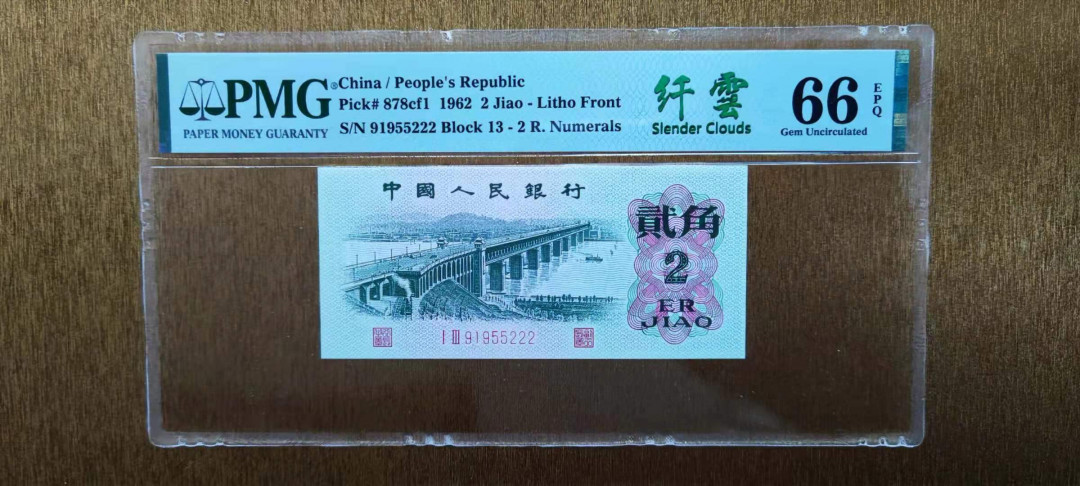 PMG
PAPER MONEY GUARANTY
China / People's Republic
Pick# 878cf1 1962 2 Jiao - Litho Front
S/N 91955222 Block 13 - 2 R. Numerals
纤雲
Slender Clouds
66
EPQ
Gem Uncirculated
中國人民銀行
貳角
2
ER
JIAO
I III 91955222